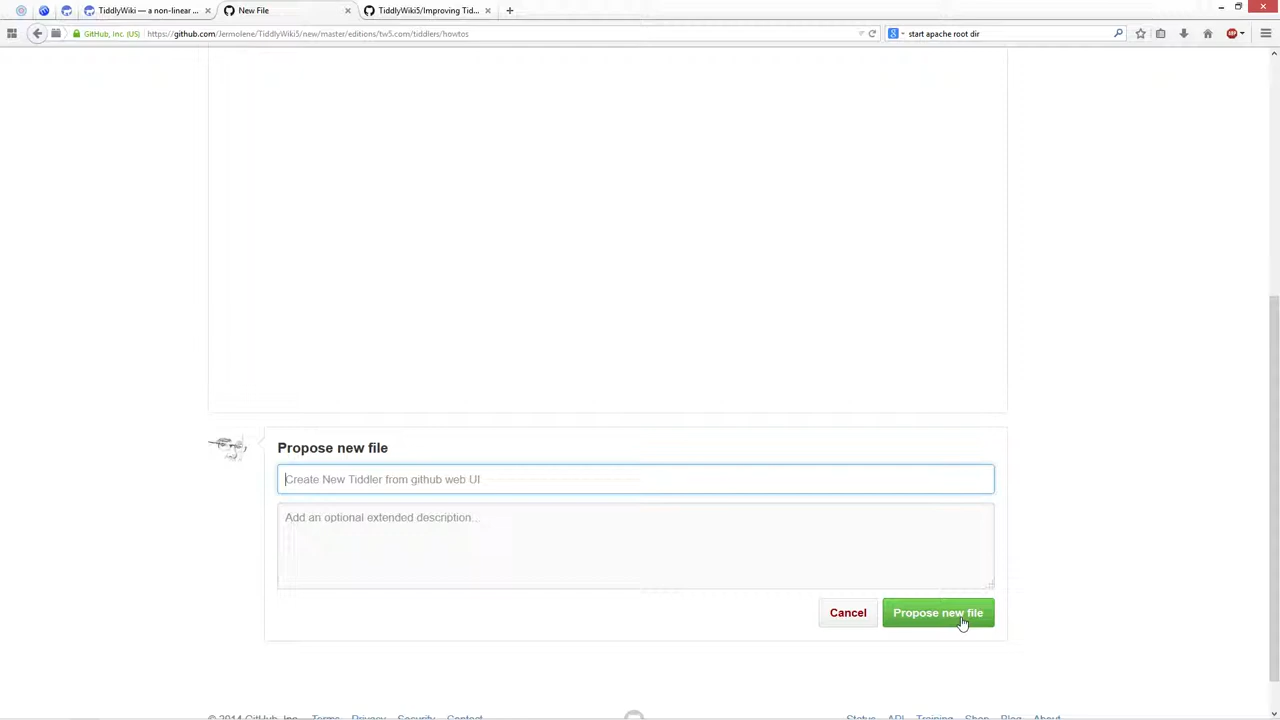 TiddlyWiki — a non-linear ...
New File
TiddlyWiki5/Improving Tid...
GitHub, Inc. (US)
https://github.com/Jermolene/TiddlyWiki5/new/master/editions/tw5.com/tiddlers/howtos
start apache root dir
Propose new file
Create New Tiddler from github web UI
Add an optional extended description...
Cancel
Propose new file
© 2014 GitHub, Inc. Terms Privacy Security Contact
Status API Training Shop Blog About